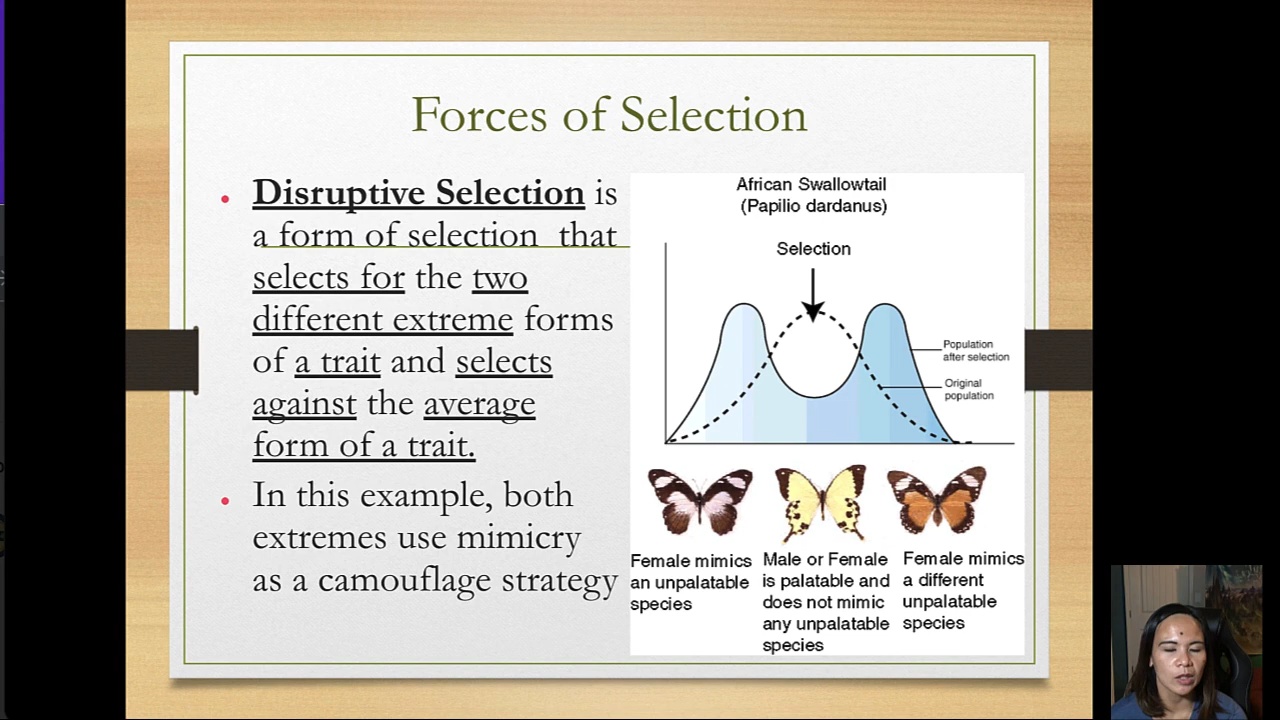 Forces of Selection
Disruptive Selection is
a form of selection that
selects for the two
different extreme forms
of a trait and selects
against the average
form of a trait.
In this example, both
extremes use mimicry
as a camouflage strategy
African Swallowtail
(Papilio dardanus)
Selection
Population
after selection
Original
population
Female mimics
an unpalatable
species
Male or Female
is palatable and
does not mimic
any unpalatable
species
Female mimics
a different
unpalatable
species